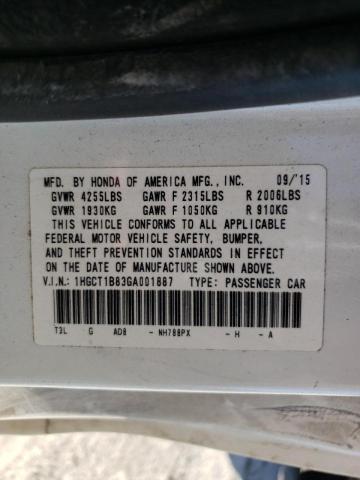 MFD. BY HONDA OF AMERICA MFG., INC. 09/'15
GVWR 4255LBS GAWR F 2315LBS R 2006LBS
GVWR 1930KG GAWR F 1050KG R 910KG
THIS VEHICLE CONFORMS TO ALL APPLICABLE
FEDERAL MOTOR VEHICLE SAFETY, BUMPER,
AND THEFT PREVENTION STANDARDS IN EFFECT
ON THE DATE OF MANUFACTURE SHOWN ABOVE.
V.I.N.: 1HGCT1B83GA001887 TYPE: PASSENGER CAR
T3L G AD8 - NH788PX - H - A